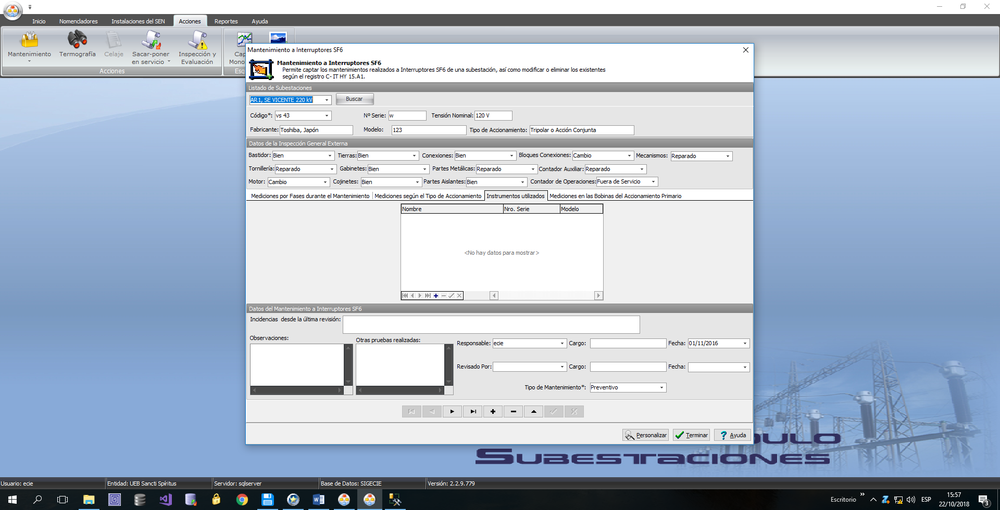 Inicio Nomencladores Instalaciones del SEN Acciones Reportes Ayuda
Mantenimiento Termografía Celaje Sacar-poner en servicio Inspección y Evaluación
Acciones
Mantenimiento a Interruptores SF6
Mantenimiento a Interruptores SF6
Permite captar los mantenimientos realizados a Interruptores SF6 de una subestación, así como modificar o eliminar los existentes
según el registro C- IT HY 15.A1.
Listado de Subestaciones
AR1, SE VICENTE 220 kV Buscar
Código*: vs 43 Nº Serie: w Tensión Nominal: 120 V
Fabricante: Toshiba, Japón Modelo: 123 Tipo de Accionamiento: Tripolar o Acción Conjunta
Datos de la Inspección General Externa
Bastidor: Bien Tierras: Bien Conexiones: Bien Bloques Conexiones: Cambio Mecanismos: Reparado
Tornillería: Reparado Gabinetes: Bien Partes Metálicas: Reparado Contador Auxiliar: Reparado
Motor: Cambio Cojinetes: Bien Partes Aislantes: Bien Contador de Operaciones: Fuera de Servicio
Mediciones por Fases durante el Mantenimiento Mediciones según el Tipo de Accionamiento Instrumentos utilizados Mediciones en las Bobinas del Accionamiento Primario
Nombre Nro. Serie Modelo
<No hay datos para mostrar>
Datos del Mantenimiento a Interruptores SF6
Incidencias desde la última revisión:
Observaciones: Otras pruebas realizadas:
Responsable: ecie Cargo: Fecha: 01/11/2016
Revisado Por: Cargo: Fecha:
Tipo de Mantenimiento*: Preventivo
Personalizar Terminar Ayuda
SUBESTACIONES
Usuario: ecie Entidad: UEB Sancti Spíritus Servidor: sqlserver Base de Datos: SIGECIE Versión: 2.2.9.779
Escritorio ESP 15:57
22/10/2018 3